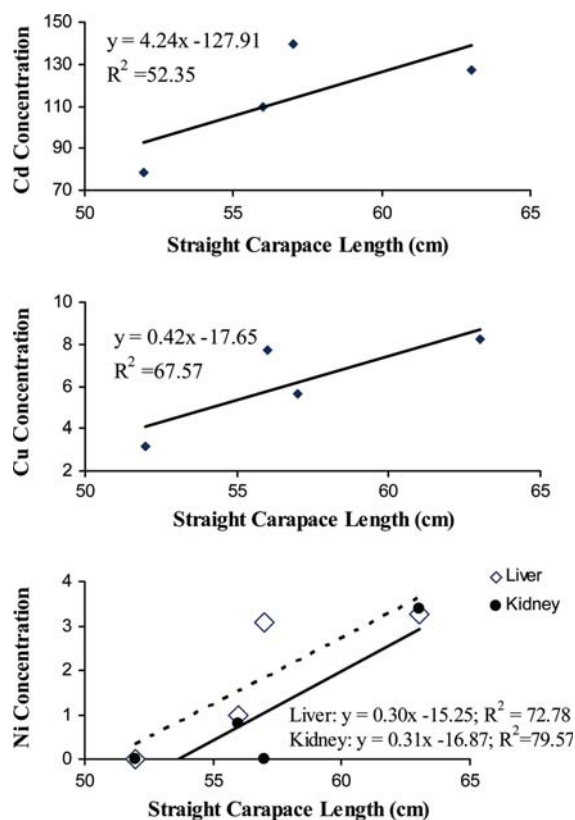 150
y = 4.24x -127.91
R² =52.35
130
110
90
70
50 55 60 65
Cd Concentration
Straight Carapace Length (cm)
10
y = 0.42x -17.65
R² =67.57
8
6
4
2
50 55 60 65
Cu Concentration
Straight Carapace Length (cm)
4
Liver
Kidney
3
2
1
Liver: y = 0.30x -15.25; R² = 72.78
Kidney: y = 0.31x -16.87; R²=79.57
0
50 55 60 65
Ni Concentration
Straight Carapace Length (cm)